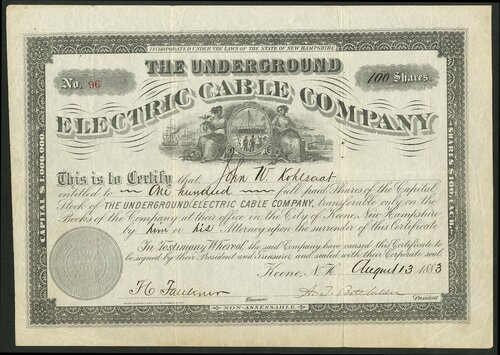 INCORPORATED UNDER THE LAWS OF THE STATE OF NEW HAMPSHIRE.
THE UNDERGROUND
No. 96
100 Shares
ELECTRIC CABLE COMPANY
CAPITAL $1,000,000.
This is to Certify that John W. Kohlsaat
entitled to One hundred full paid Shares of the Capital
Stock of THE UNDERGROUND ELECTRIC CABLE COMPANY, transferable only on the
Books of the Company at their office in the City of Keene, New Hampshire
by him or his Attorney upon the surrender of this Certificate
In Testimony Whereof, the said Company have caused this Certificate to
be signed by their President and Treasurer, and sealed with their Corporate seal.
Keene, N.H. August 13 1883
Treasurer
President
NON-ASSESSABLE